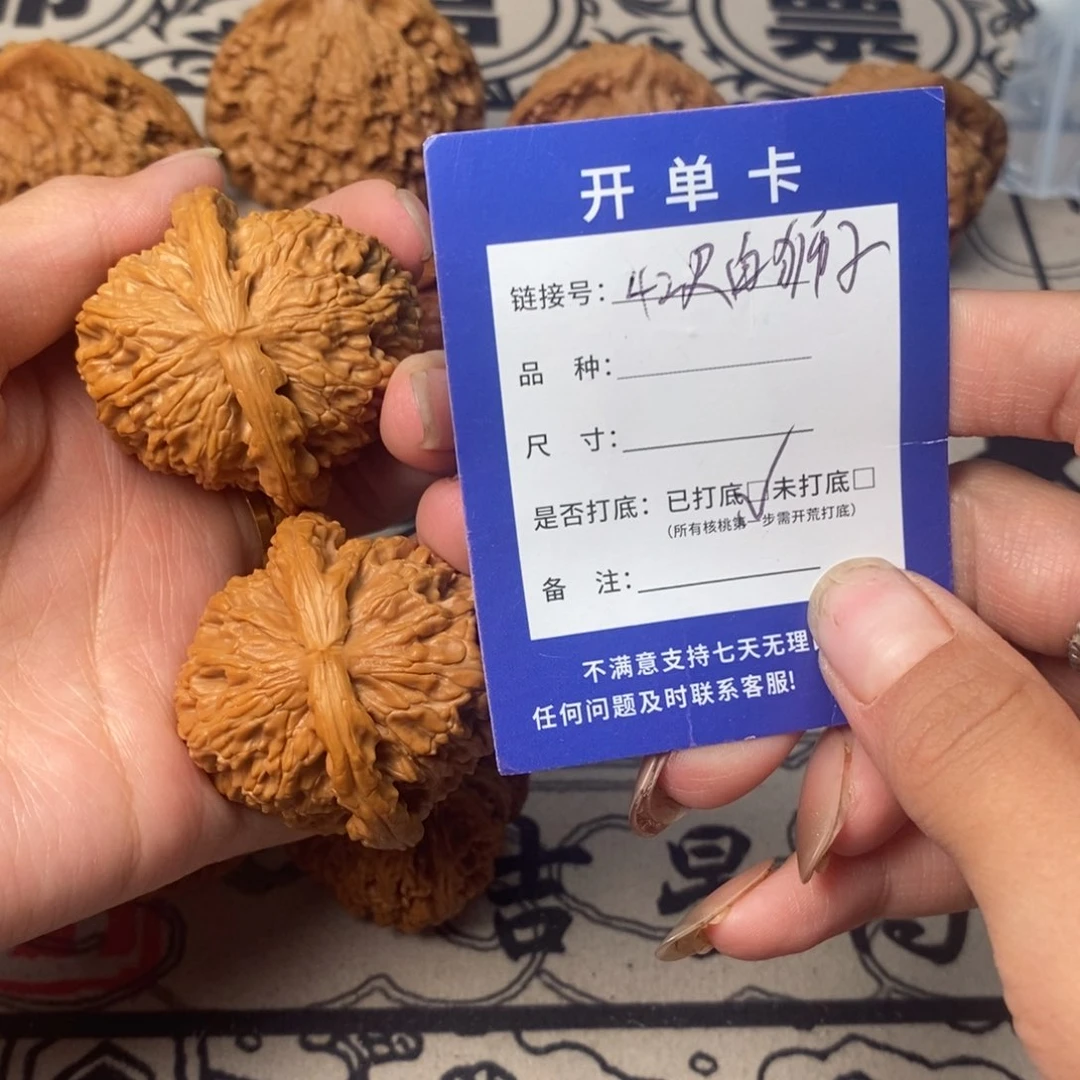 开单卡
链接号：42次白狮子
品 种：
尺 寸：
是否打底：已打底☑未打底□
（所有核桃第一步需开荒打底）
备 注：
不满意支持七天无理
任何问题及时联系客服!
吉